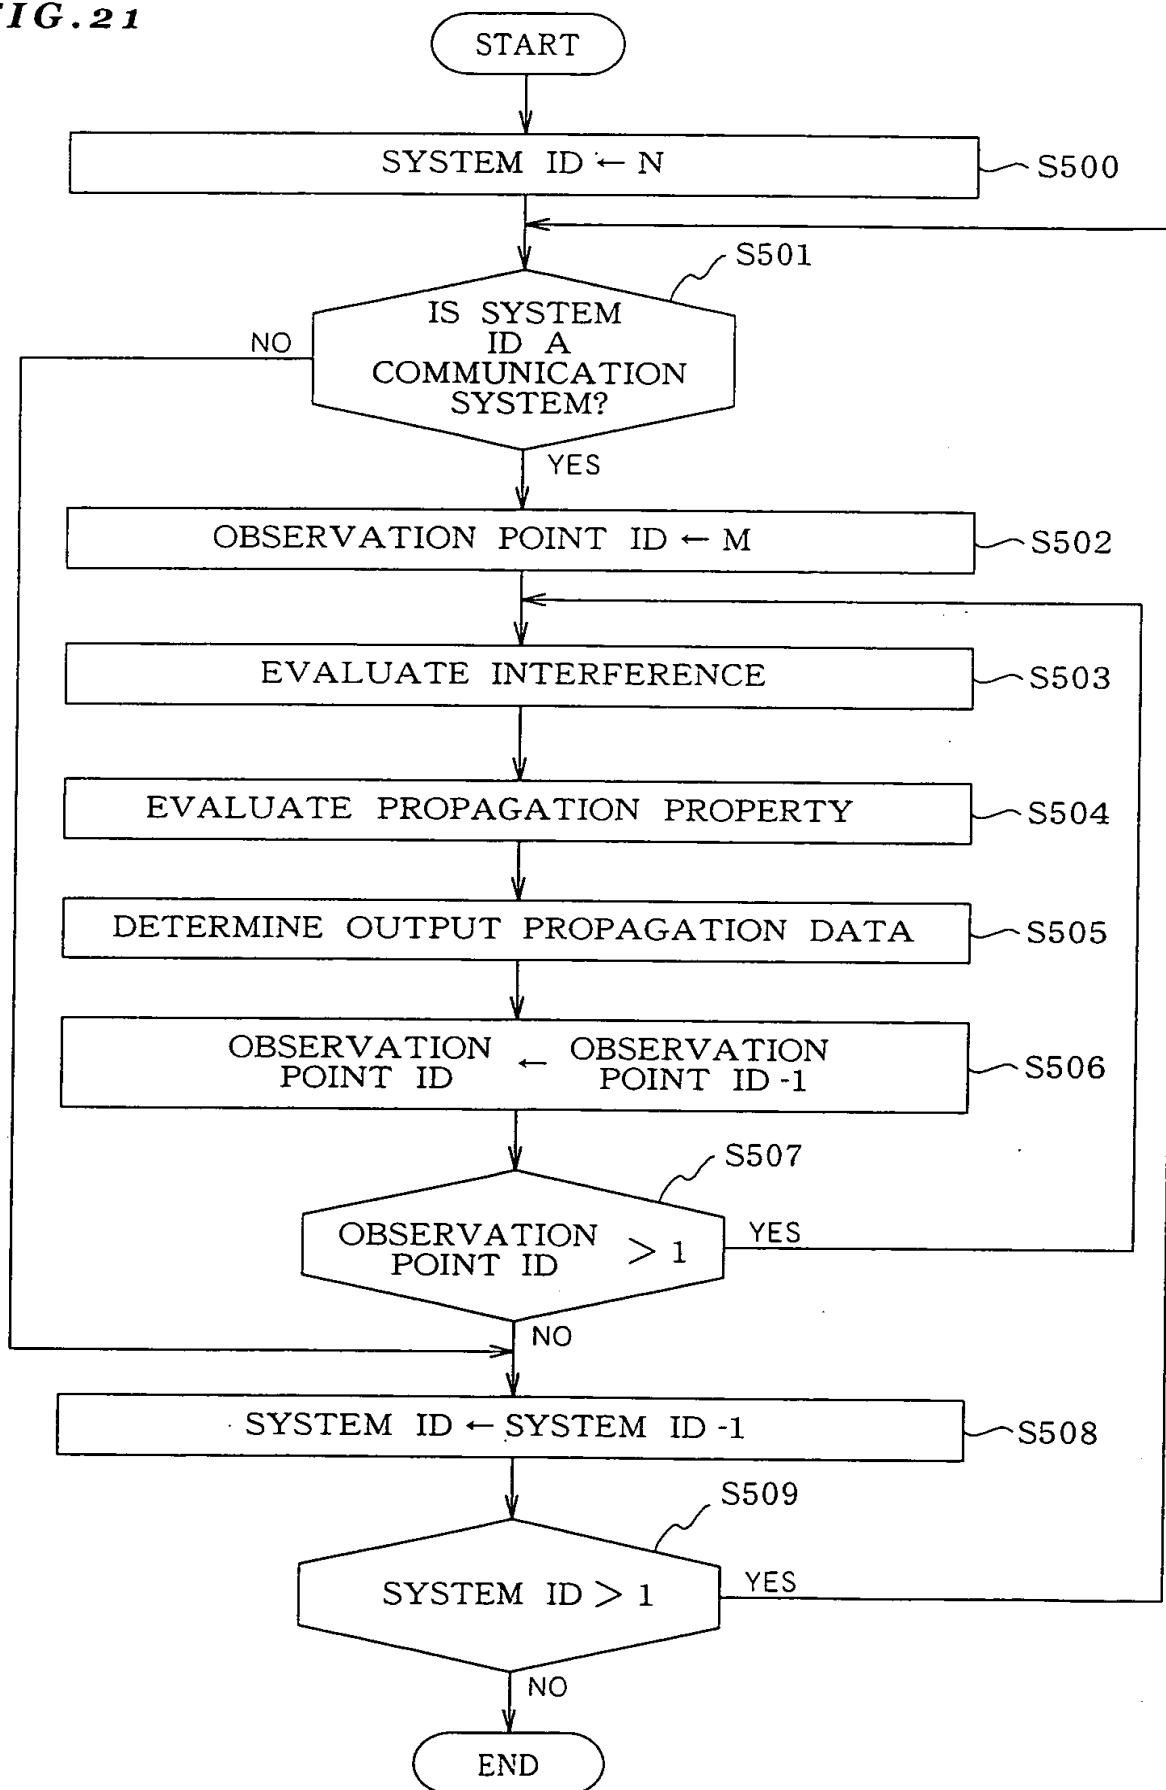 FIG.21
START
SYSTEM ID ← N
S500
S501
IS SYSTEM
ID A
COMMUNICATION
SYSTEM?
NO
YES
OBSERVATION POINT ID ← M
S502
EVALUATE INTERFERENCE
S503
EVALUATE PROPAGATION PROPERTY
S504
DETERMINE OUTPUT PROPAGATION DATA
S505
OBSERVATION ← OBSERVATION
POINT ID POINT ID -1
S506
S507
OBSERVATION
POINT ID > 1
YES
NO
SYSTEM ID ← SYSTEM ID -1
S508
S509
SYSTEM ID > 1
YES
NO
END